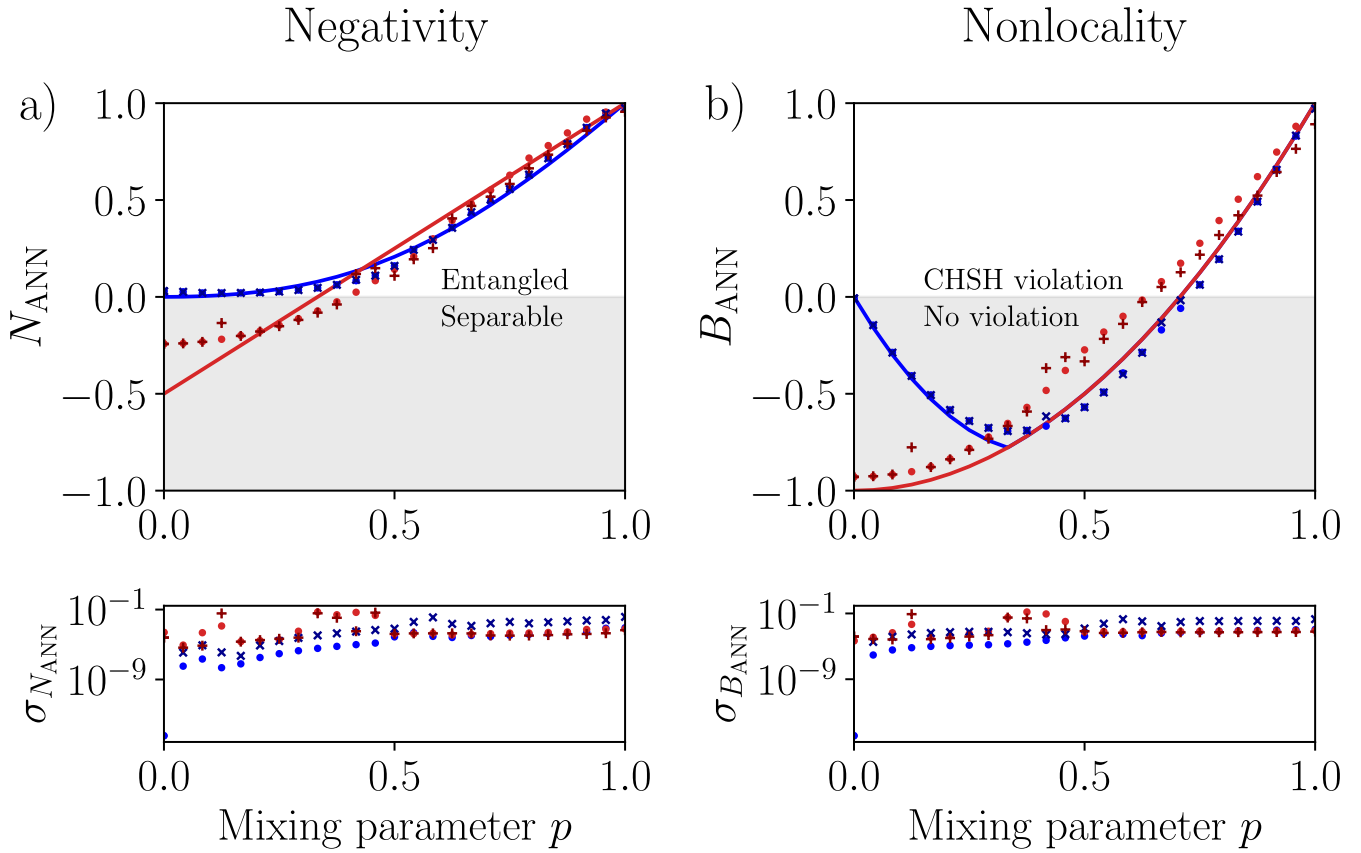 Negativity
Nonlocality
a)
1.0
0.5
0.0
−0.5
−1.0
N_ANN
Entangled
Separable
0.0
0.5
1.0
b)
1.0
0.5
0.0
−0.5
−1.0
B_ANN
CHSH violation
No violation
0.0
0.5
1.0
10^−1
10^−9
σ_N_ANN
0.0
0.5
1.0
Mixing parameter p
10^−1
10^−9
σ_B_ANN
0.0
0.5
1.0
Mixing parameter p